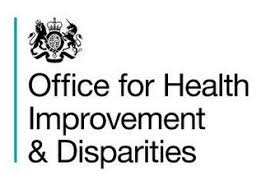 Office for Health
Improvement
& Disparities